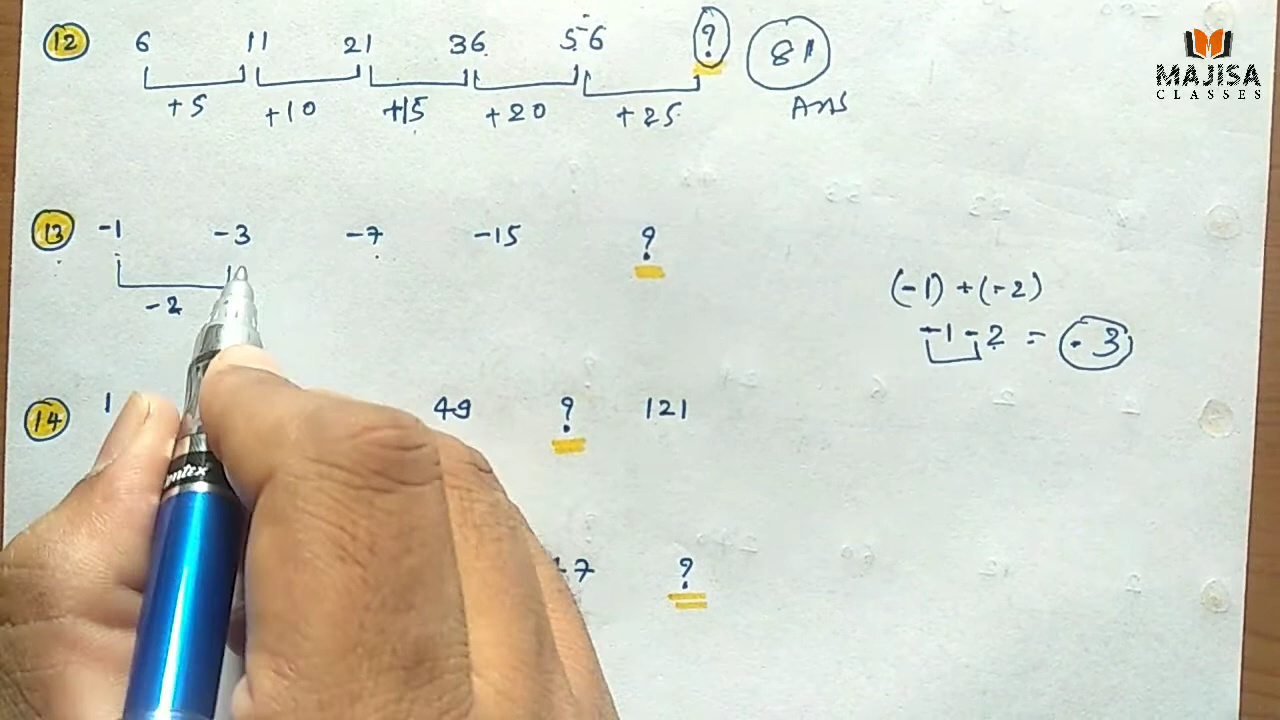 12 6 11 21 36 56 ? 81
+5 +10 +15 +20 +25 Ans
MAJISA
CLASSES
13 -1 -3 -7 -15 ?
-2
(-1) + (-2)
-1 - 2 = -3
14 1 49 ? 121
7 ?